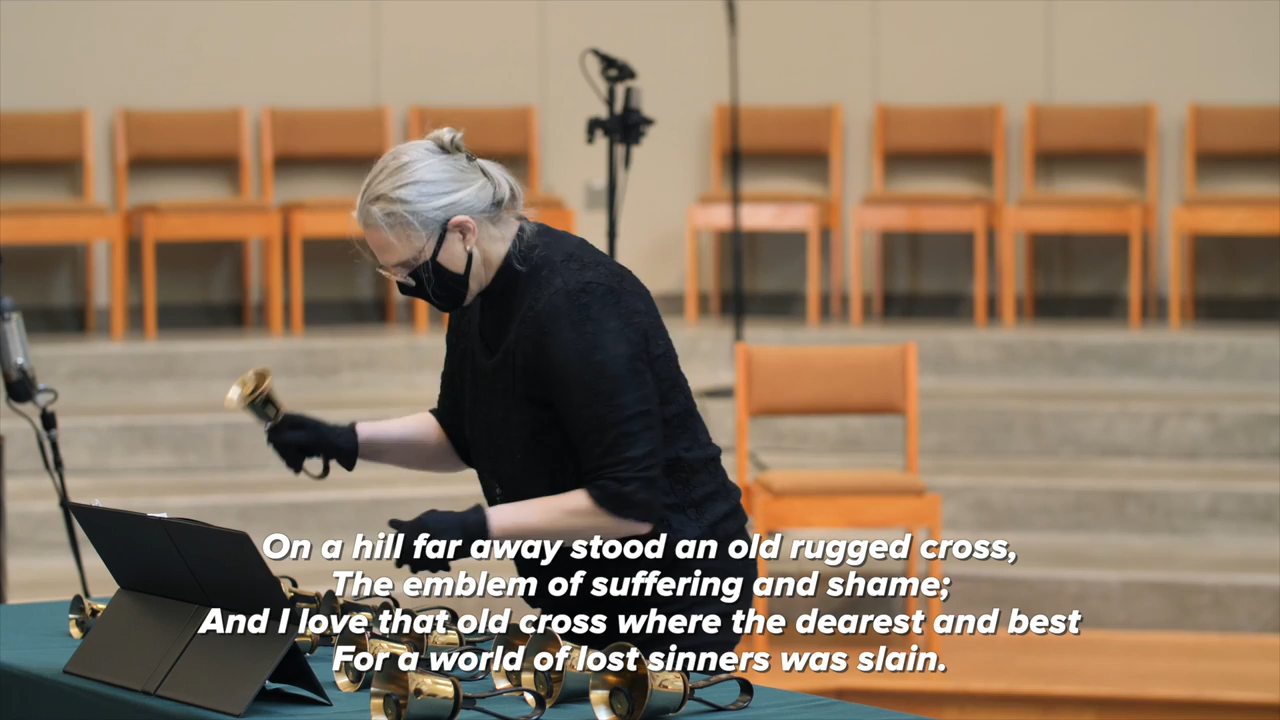 On a hill far away stood an old rugged cross,
The emblem of suffering and shame;
And I love that old cross where the dearest and best
For a world of lost sinners was slain.